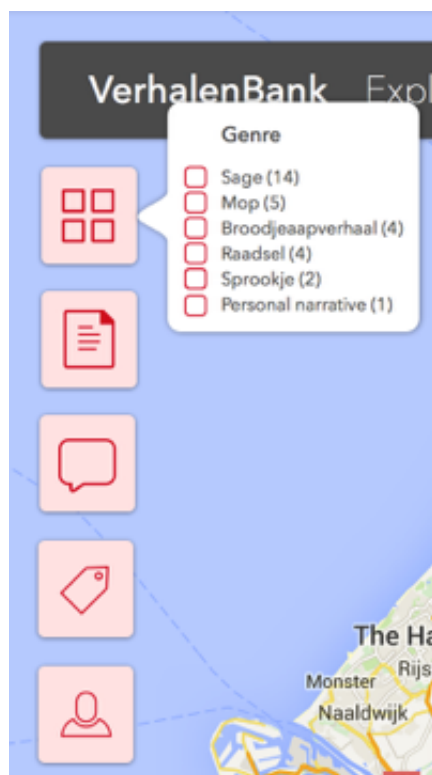 VerhalenBank Expl
Genre
Sage (14)
Mop (5)
Broodjeaapverhaal (4)
Raadsel (4)
Sprookje (2)
Personal narrative (1)
The Ha
Monster Rijs
Naaldwijk